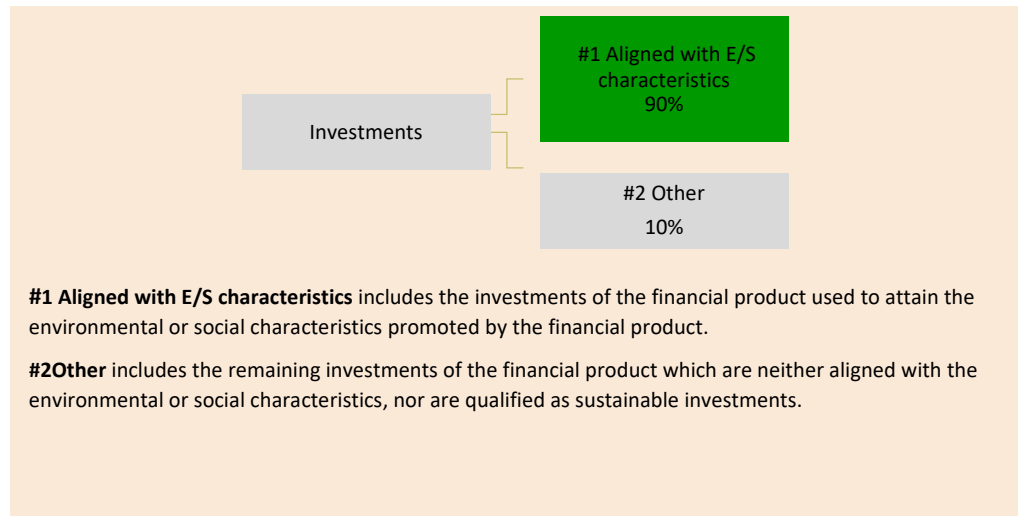 #1 Aligned with E/S
characteristics
90%
Investments
#2 Other
10%
#1 Aligned with E/S characteristics includes the investments of the financial product used to attain the
environmental or social characteristics promoted by the financial product.
#2Other includes the remaining investments of the financial product which are neither aligned with the
environmental or social characteristics, nor are qualified as sustainable investments.